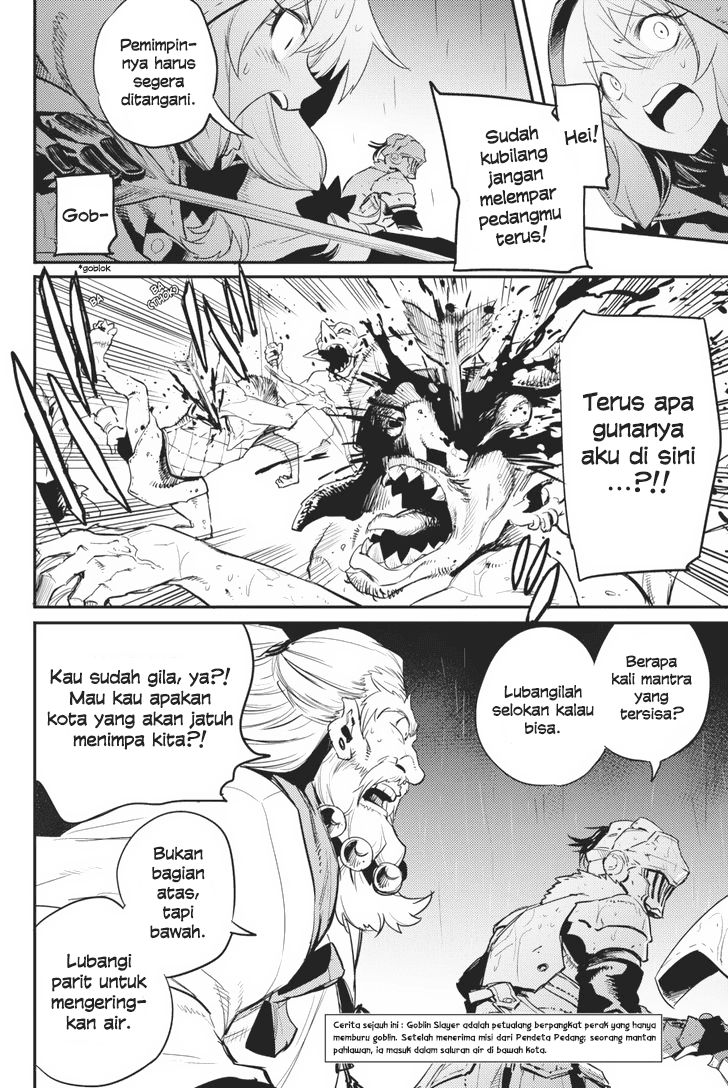 Hei!
Sudah
kubilang
jangan
melempar
pedangmu
terus!
Pemimpin-
nya harus
segera
ditangani.
Gob-
*goblok
Terus apa
gunanya
aku di sini
...?!!
BA
STHOK
BA
Berapa
kali mantra
yang
tersisa?
Lubangilah
selokan kalau
bisa.
Kau sudah gila, ya?!
Mau kau apakan
kota yang akan jatuh
menimpa kita?!
Bukan
bagian
atas,
tapi
bawah.
Lubangi
parit untuk
mengering-
kan air.
Cerita sejauh ini : Goblin Slayer adalah petualang berpangkat perak yang hanya
memburu goblin. Setelah menerima misi dari Pendeta Pedang; seorang mantan
pahlawan, ia masuk dalam saluran air di bawah kota.